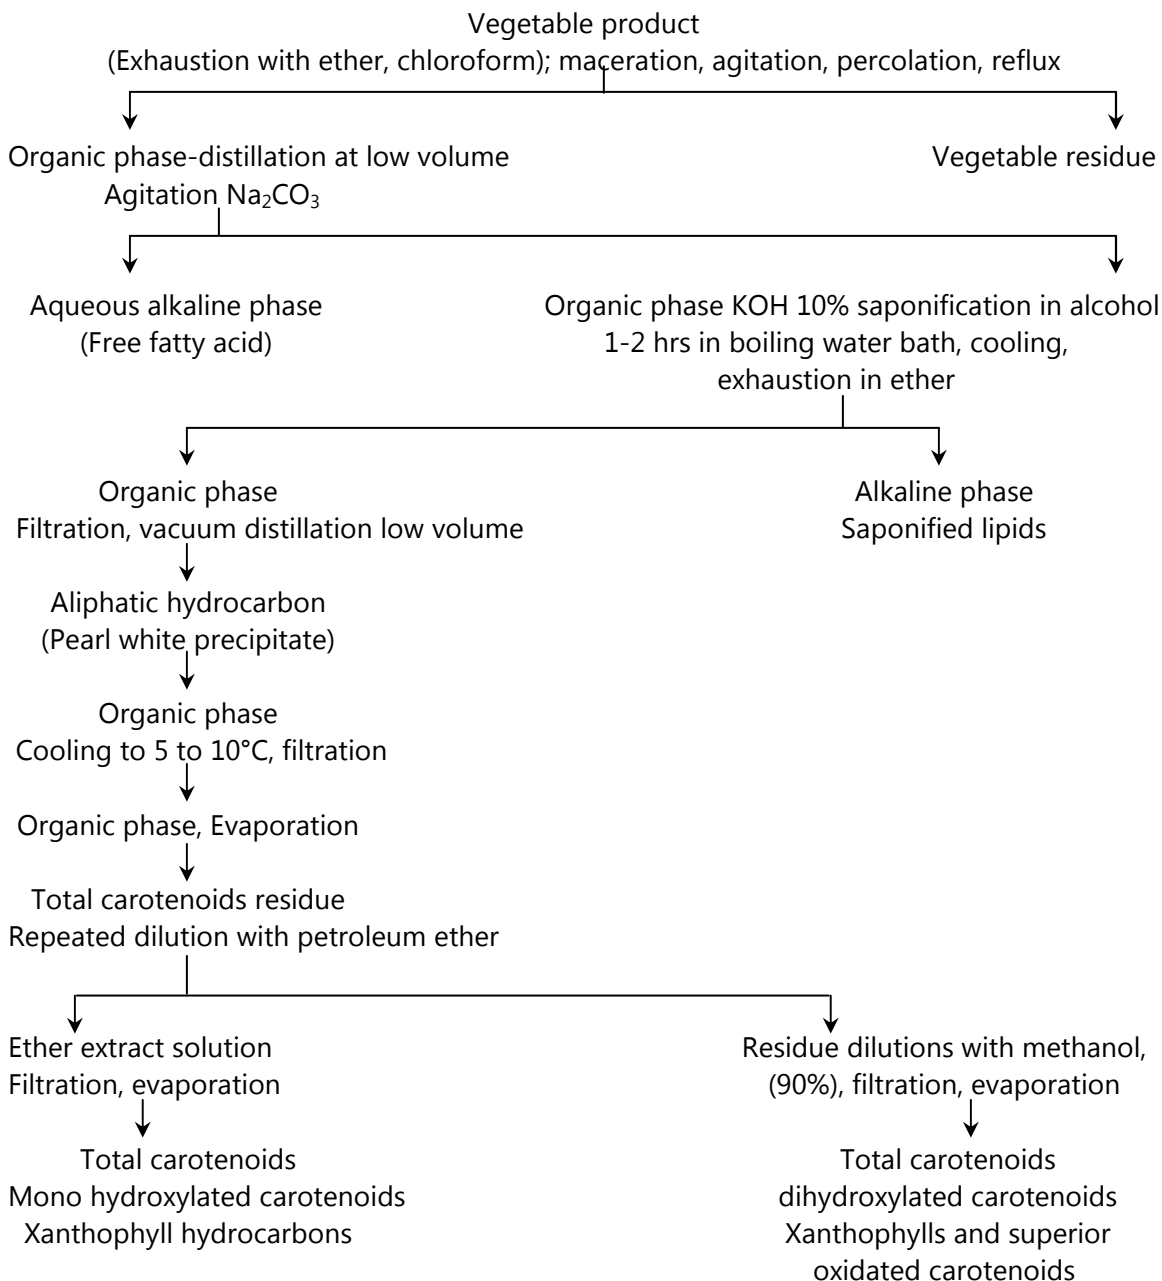 Vegetable product
(Exhaustion with ether, chloroform); maceration, agitation, percolation, reflux
Organic phase-distillation at low volume
Agitation Na₂CO₃
Vegetable residue
Aqueous alkaline phase
(Free fatty acid)
Organic phase KOH 10% saponification in alcohol
1-2 hrs in boiling water bath, cooling,
exhaustion in ether
Organic phase
Filtration, vacuum distillation low volume
Alkaline phase
Saponified lipids
Aliphatic hydrocarbon
(Pearl white precipitate)
Organic phase
Cooling to 5 to 10°C, filtration
Organic phase, Evaporation
Total carotenoids residue
Repeated dilution with petroleum ether
Ether extract solution
Filtration, evaporation
Residue dilutions with methanol,
(90%), filtration, evaporation
Total carotenoids
Mono hydroxylated carotenoids
Xanthophyll hydrocarbons
Total carotenoids
dihydroxylated carotenoids
Xanthophylls and superior
oxidated carotenoids